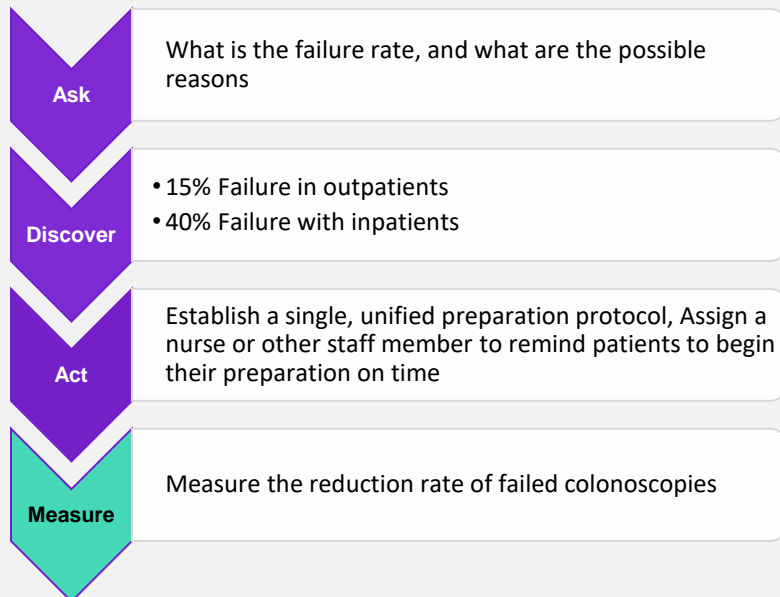 What is the failure rate, and what are the possible
reasons
Ask
• 15% Failure in outpatients
• 40% Failure with inpatients
Discover
Establish a single, unified preparation protocol, Assign a
nurse or other staff member to remind patients to begin
their preparation on time
Act
Measure the reduction rate of failed colonoscopies
Measure